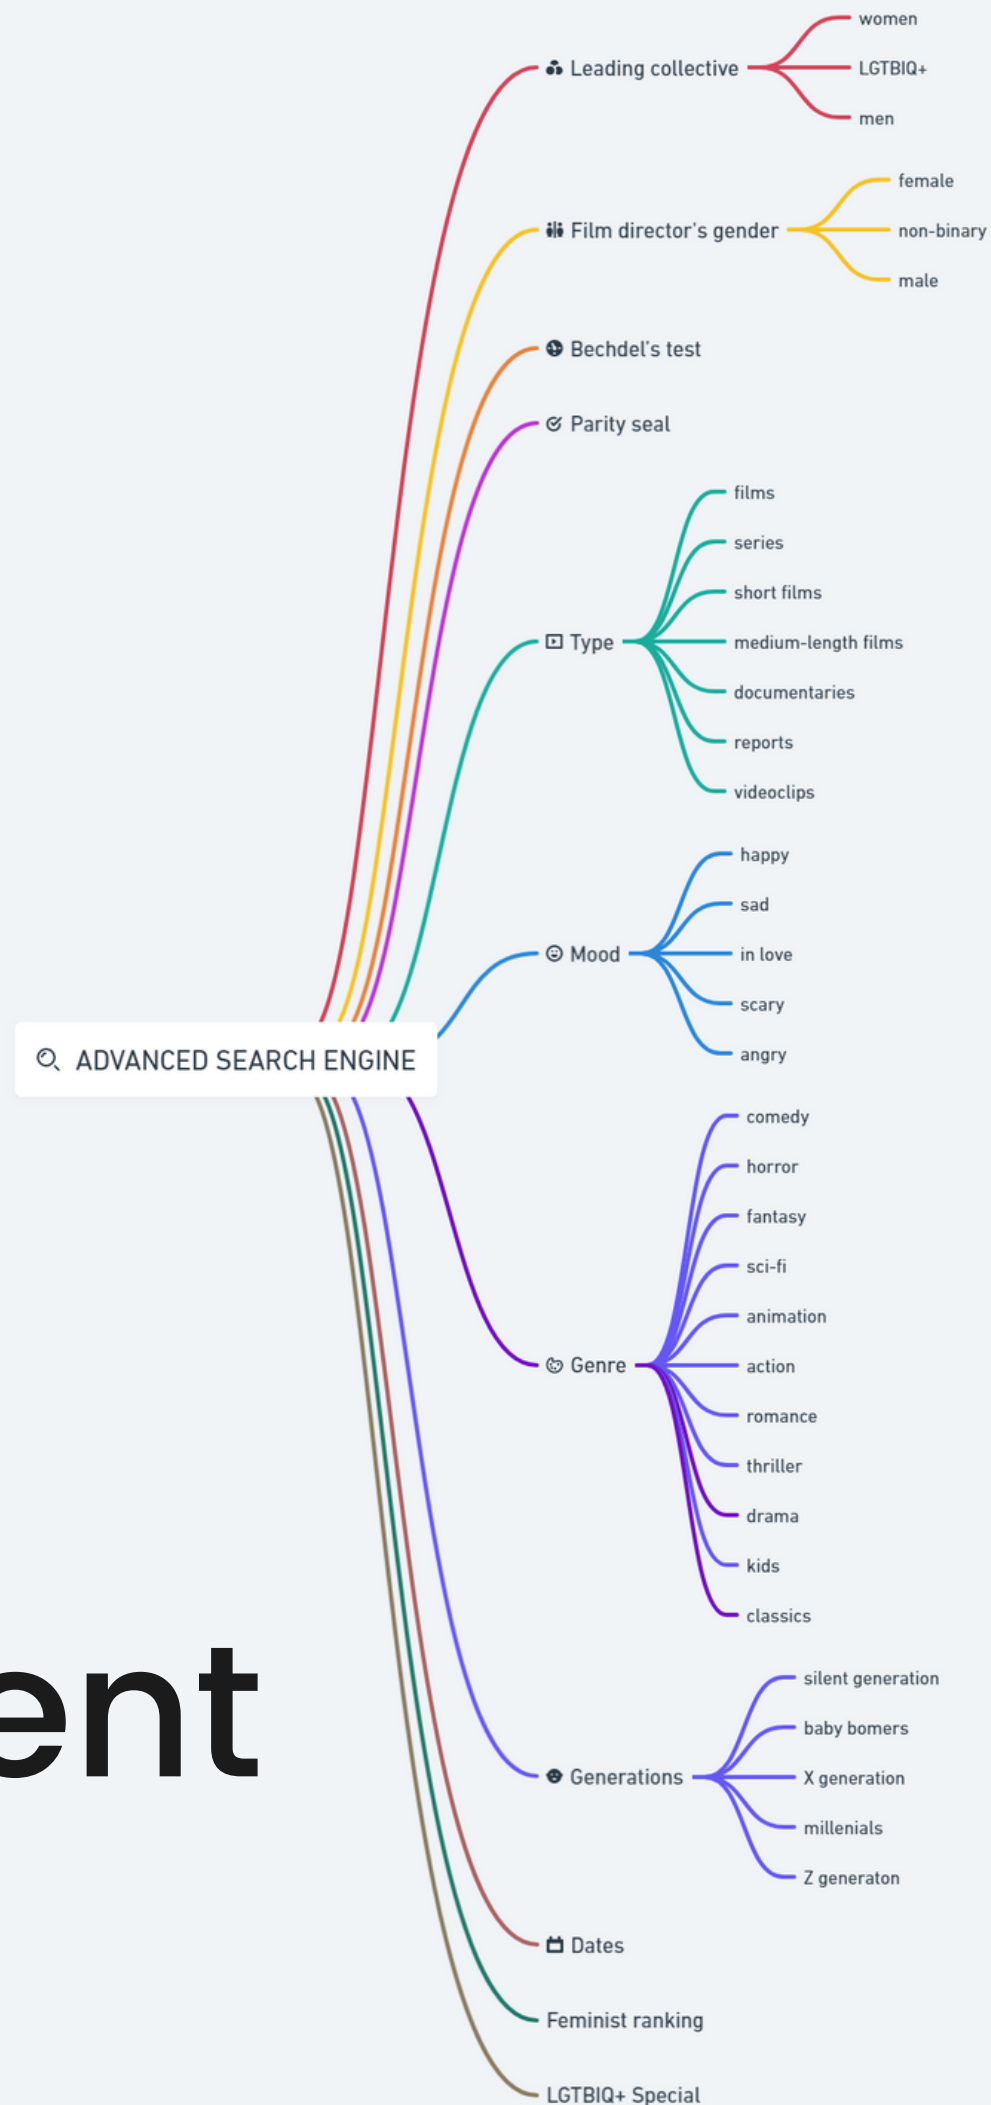 women
Leading collective
LGTBIQ+
men
female
Film director's gender
non-binary
male
Bechdel's test
Parity seal
films
series
short films
Type
medium-length films
documentaries
reports
videoclips
happy
sad
Mood
in love
scary
angry
ADVANCED SEARCH ENGINE
comedy
horror
fantasy
sci-fi
animation
Genre
action
romance
thriller
drama
kids
classics
ent
silent generation
baby bomers
Generations
X generation
millenials
Z generaton
Dates
Feminist ranking
LGTBIQ+ Special